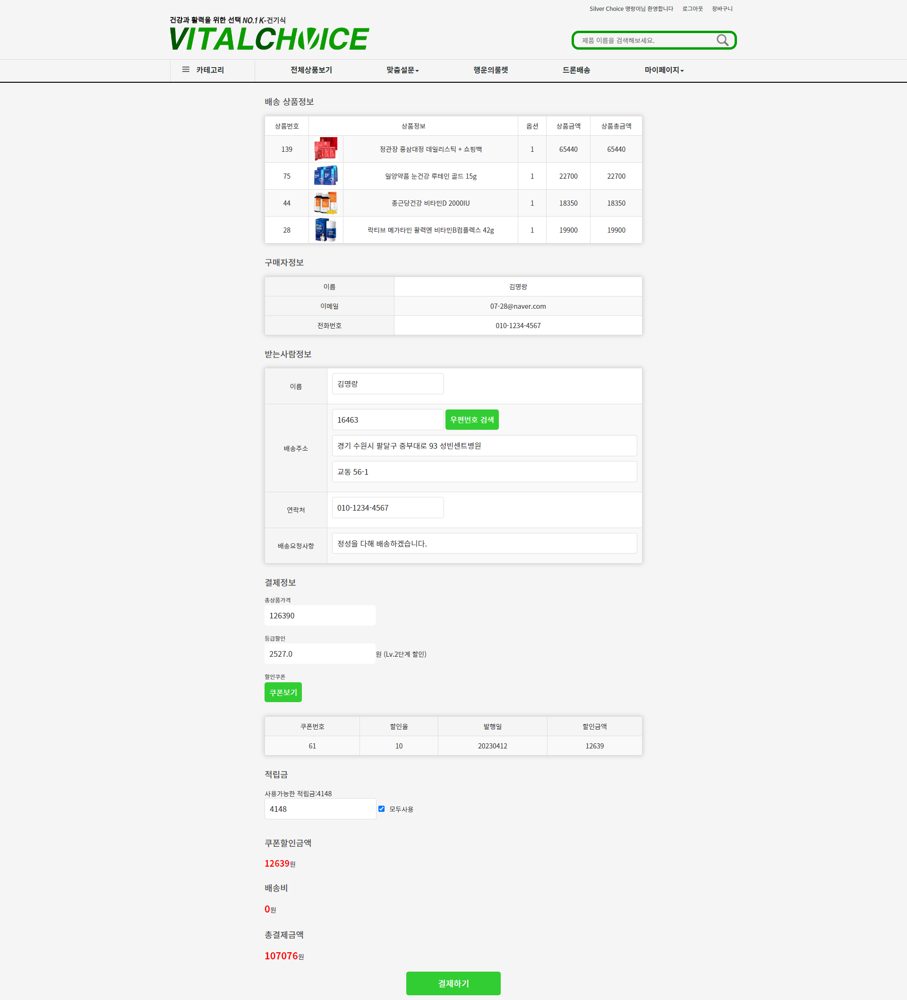 Silver Choice 명랑이님 환영합니다 로그아웃 장바구니
건강과 활력을 위한 선택 NO.1 K-건기식
VITALCHOICE
제품 이름을 검색해보세요.
카테고리 전체상품보기 맞춤설문 행운의룰렛 드론배송 마이페이지
배송 상품정보
상품번호 상품정보 옵션 상품금액 상품총금액
139 정관장 홍삼대정 데일리스틱 + 쇼핑백 1 65440 65440
75 일양약품 눈건강 루테인 골드 15g 1 22700 22700
44 종근당건강 비타민D 2000IU 1 18350 18350
28 락티브 메가타민 활력엔 비타민B컴플렉스 42g 1 19900 19900
구매자정보
이름 김명랑
이메일 07-28@naver.com
전화번호 010-1234-4567
받는사람정보
이름 김명랑
배송주소 16463 우편번호 검색
경기 수원시 팔달구 중부대로 93 성빈센트병원
교동 56-1
연락처 010-1234-4567
배송요청사항 정성을 다해 배송하겠습니다.
결제정보
총상품가격
126390
등급할인
2527.0 원 (Lv.2단계 할인)
할인쿠폰
쿠폰보기
쿠폰번호 할인율 발행일 할인금액
61 10 20230412 12639
적립금
사용가능한 적립금:4148
4148 모두사용
쿠폰할인금액
12639원
배송비
0원
총결제금액
107076원
결제하기